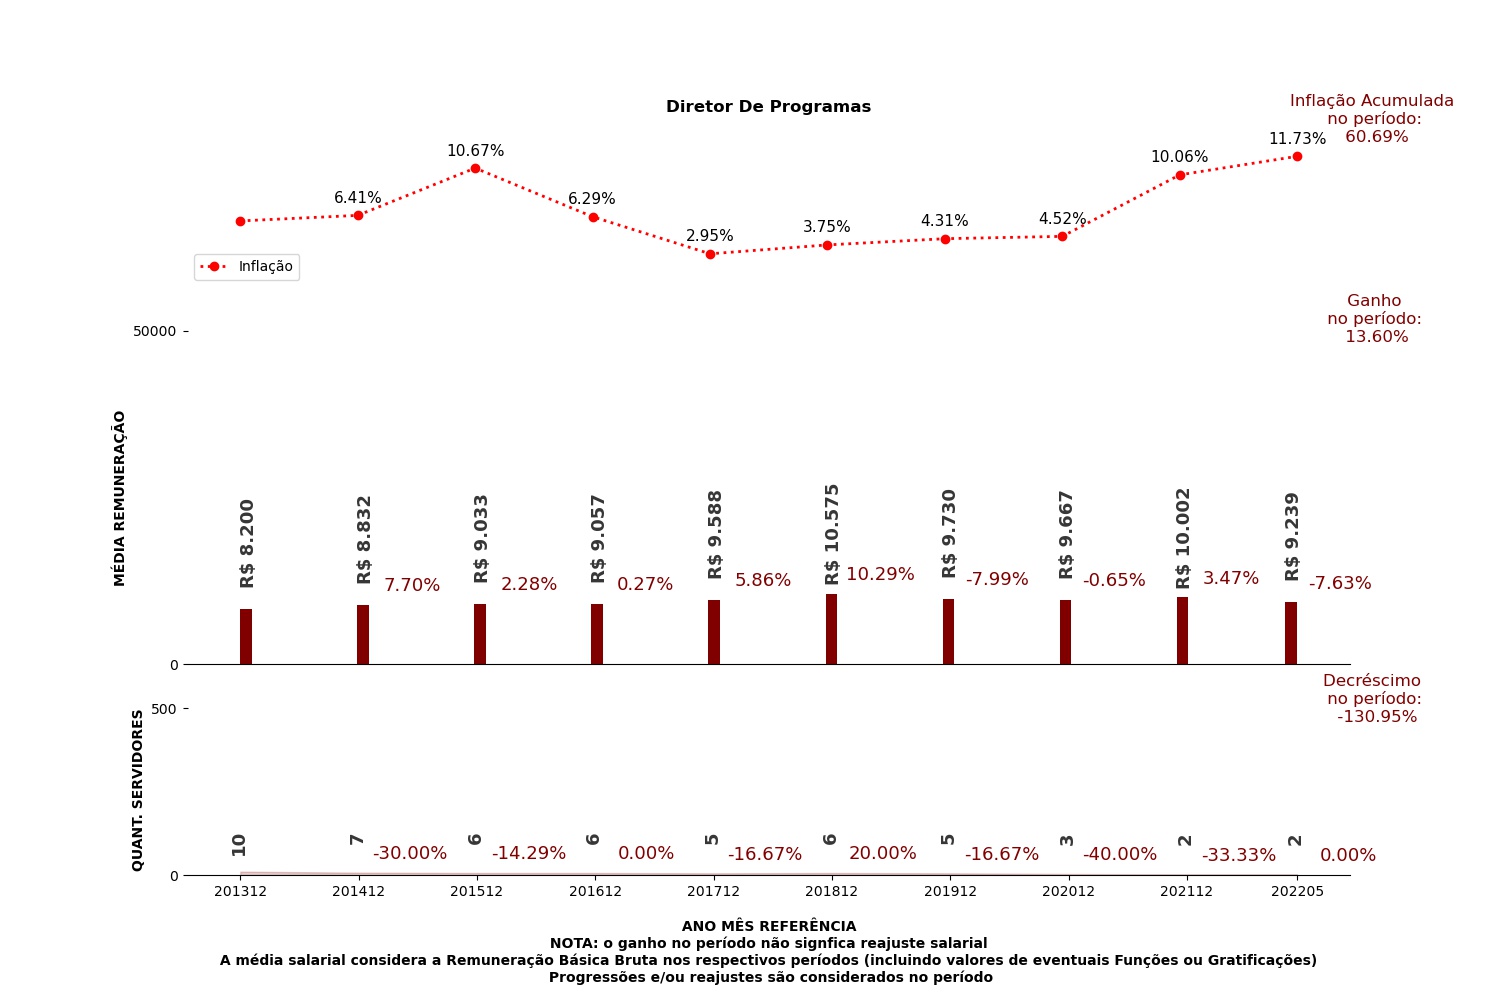 Diretor De Programas
Inflação Acumulada
no período:
60.69%
6.41%
10.67%
6.29%
2.95%
3.75%
4.31%
4.52%
10.06%
11.73%
Inflação
Ganho
no período:
13.60%
50000
0
MÉDIA REMUNERAÇÃO
R$ 8.200
R$ 8.832
R$ 9.033
R$ 9.057
R$ 9.588
R$ 10.575
R$ 9.730
R$ 9.667
R$ 10.002
R$ 9.239
7.70%
2.28%
0.27%
5.86%
10.29%
-7.99%
-0.65%
3.47%
-7.63%
Decréscimo
no período:
-130.95%
500
0
QUANT. SERVIDORES
10
7
6
6
5
6
5
3
2
2
-30.00%
-14.29%
0.00%
-16.67%
20.00%
-16.67%
-40.00%
-33.33%
0.00%
201312
201412
201512
201612
201712
201812
201912
202012
202112
202205
ANO MÊS REFERÊNCIA
NOTA: o ganho no período não signfica reajuste salarial
A média salarial considera a Remuneração Básica Bruta nos respectivos períodos (incluindo valores de eventuais Funções ou Gratificações)
Progressões e/ou reajustes são considerados no período